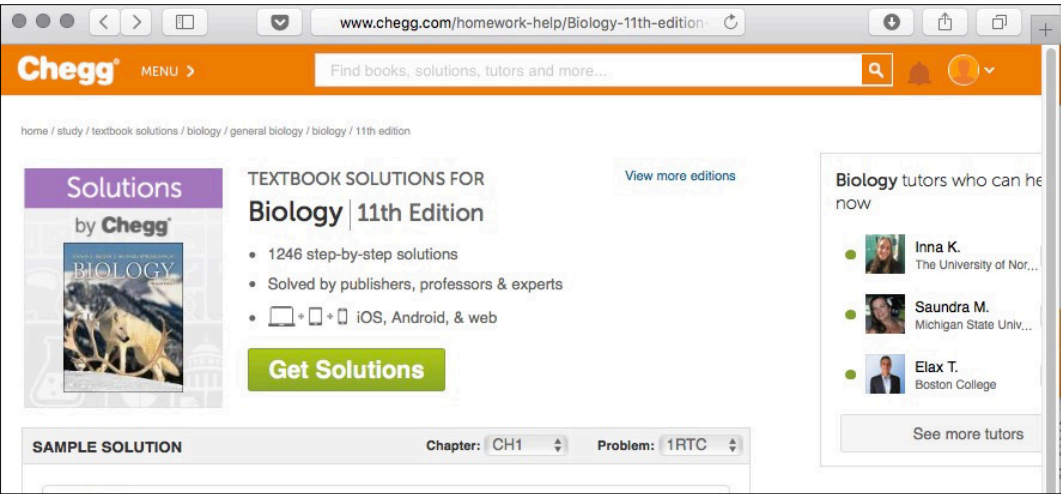 www.chegg.com/homework-help/Biology-11th-edition-
Chegg MENU Find books, solutions, tutors and more...
home / study / textbook solutions / biology / general biology / biology / 11th edition
Solutions
by Chegg
BIOLOGY
TEXTBOOK SOLUTIONS FOR
View more editions
Biology | 11th Edition
• 1246 step-by-step solutions
• Solved by publishers, professors & experts
• + + iOS, Android, & web
Get Solutions
SAMPLE SOLUTION Chapter: CH1 Problem: 1RTC
Biology tutors who can he
now
Inna K.
The University of Nor...
Saundra M.
Michigan State Univ...
Elax T.
Boston College
See more tutors